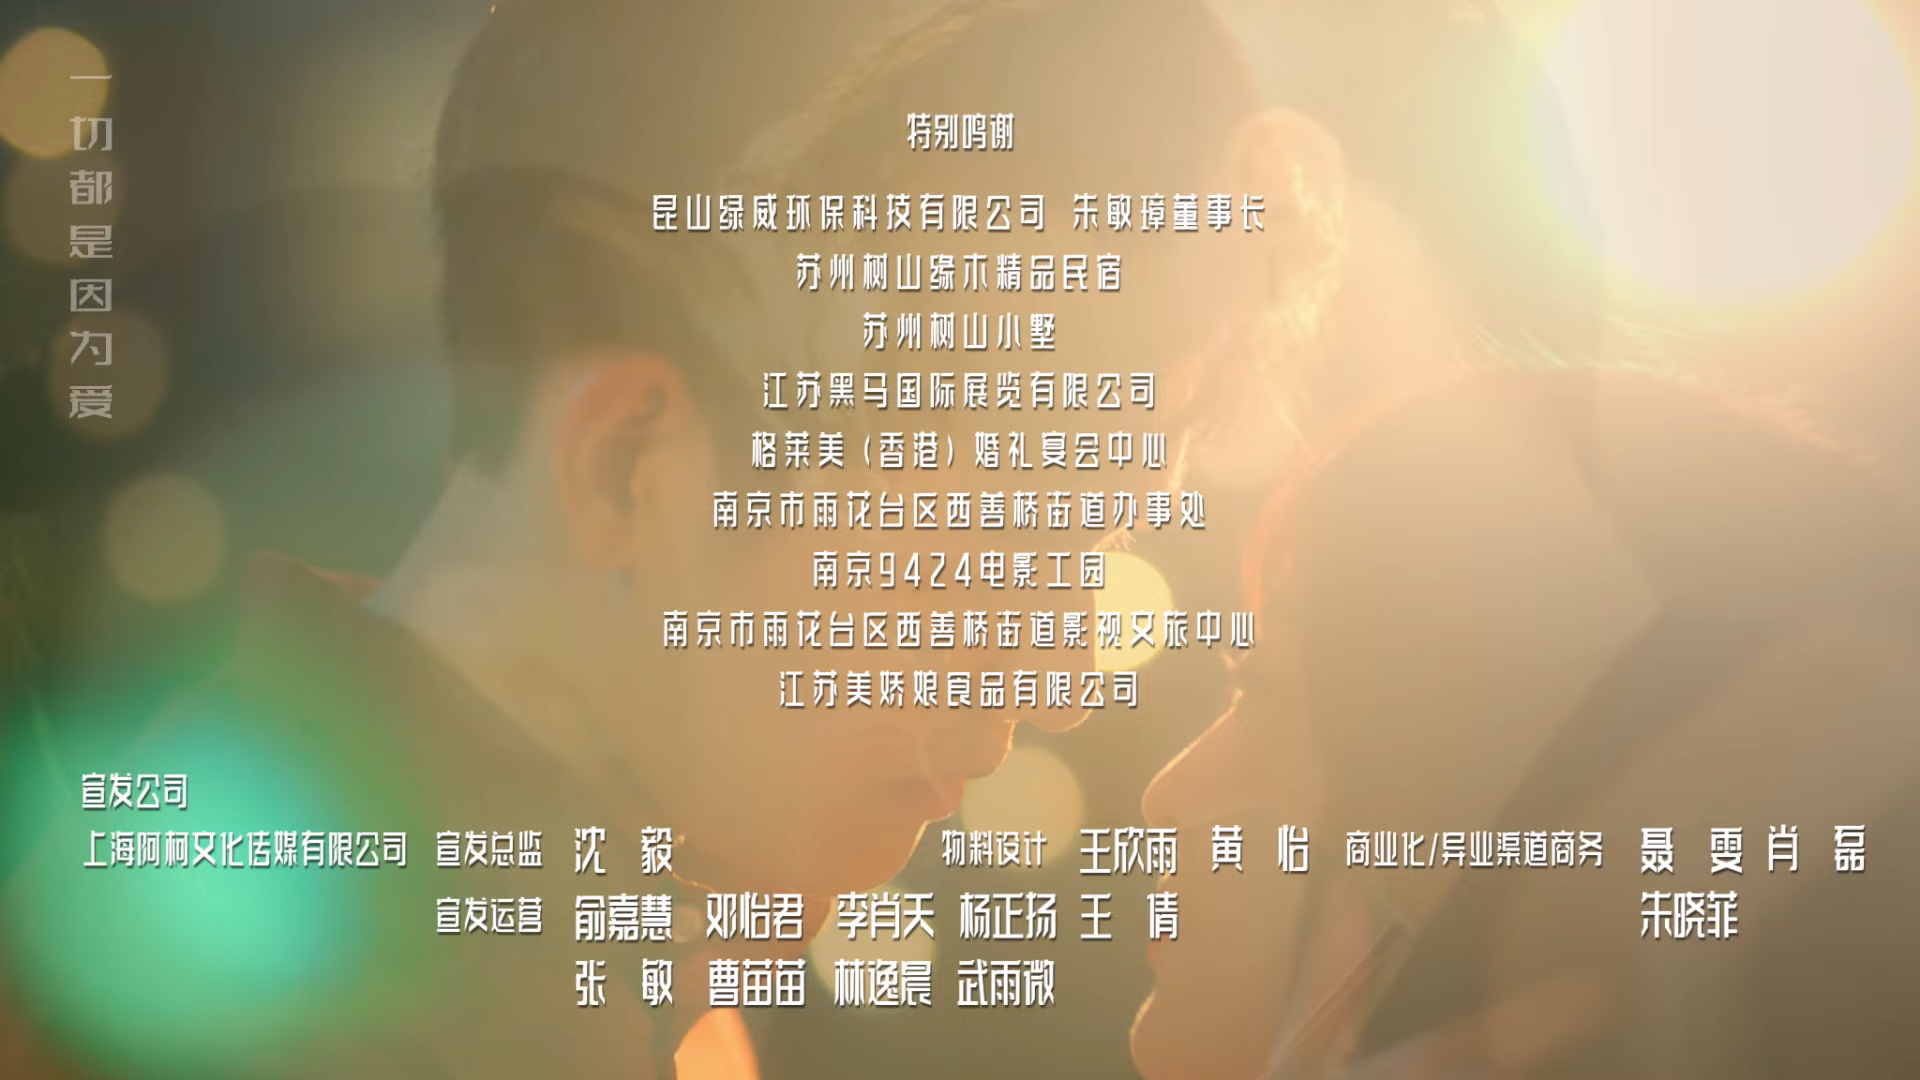 一切都是因为爱
特别鸣谢
昆山绿威环保科技有限公司 朱敏璋董事长
苏州树山缘木精品民宿
苏州树山小墅
江苏黑马国际展览有限公司
格莱美（香港）婚礼宴会中心
南京市雨花台区西善桥街道办事处
南京9424电影工园
南京市雨花台区西善桥街道影视文旅中心
江苏美娇娘食品有限公司
宣发公司
上海阿柯文化传媒有限公司 宣发总监 沈 毅 物料设计 王欣雨 黄 怡 商业化/异业渠道商务 聂 雯 肖 磊
宣发运营 俞嘉慧 邓怡君 李肖天 杨正扬 王 倩 朱晓菲
张 敏 曹苗苗 林逸晨 武雨微